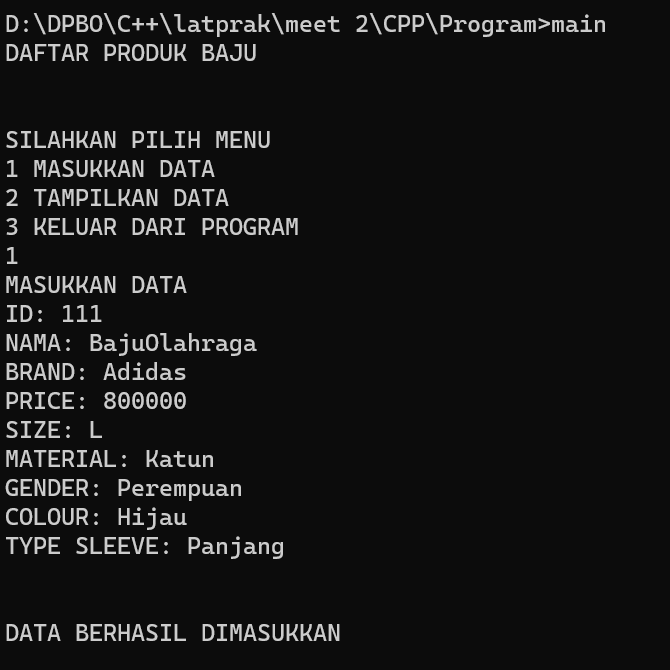 D:\DPBO\C++\latprak\meet 2\CPP\Program>main
DAFTAR PRODUK BAJU
SILAHKAN PILIH MENU
1 MASUKKAN DATA
2 TAMPILKAN DATA
3 KELUAR DARI PROGRAM
1
MASUKKAN DATA
ID: 111
NAMA: BajuOlahraga
BRAND: Adidas
PRICE: 800000
SIZE: L
MATERIAL: Katun
GENDER: Perempuan
COLOUR: Hijau
TYPE SLEEVE: Panjang
DATA BERHASIL DIMASUKKAN